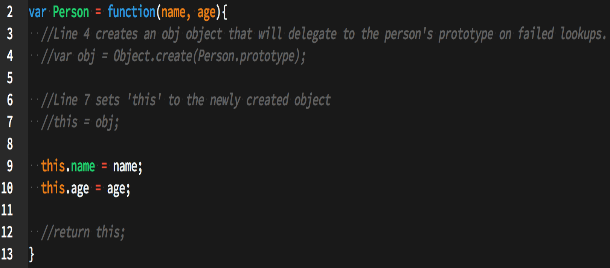 2 var Person = function(name, age){
3 //Line 4 creates an obj object that will delegate to the person's prototype on failed lookups.
4 //var obj = Object.create(Person.prototype);
5
6 //Line 7 sets 'this' to the newly created object
7 //this = obj;
8
9 this.name = name;
10 this.age = age;
11
12 //return this;
13 }